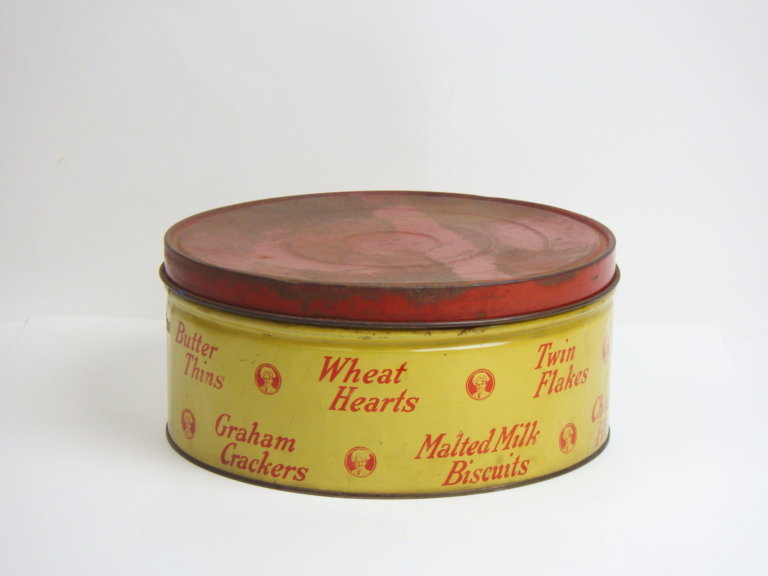 Butter
Thins
Wheat
Hearts
Twin
Flakes
Graham
Crackers
Malted Milk
Biscuits